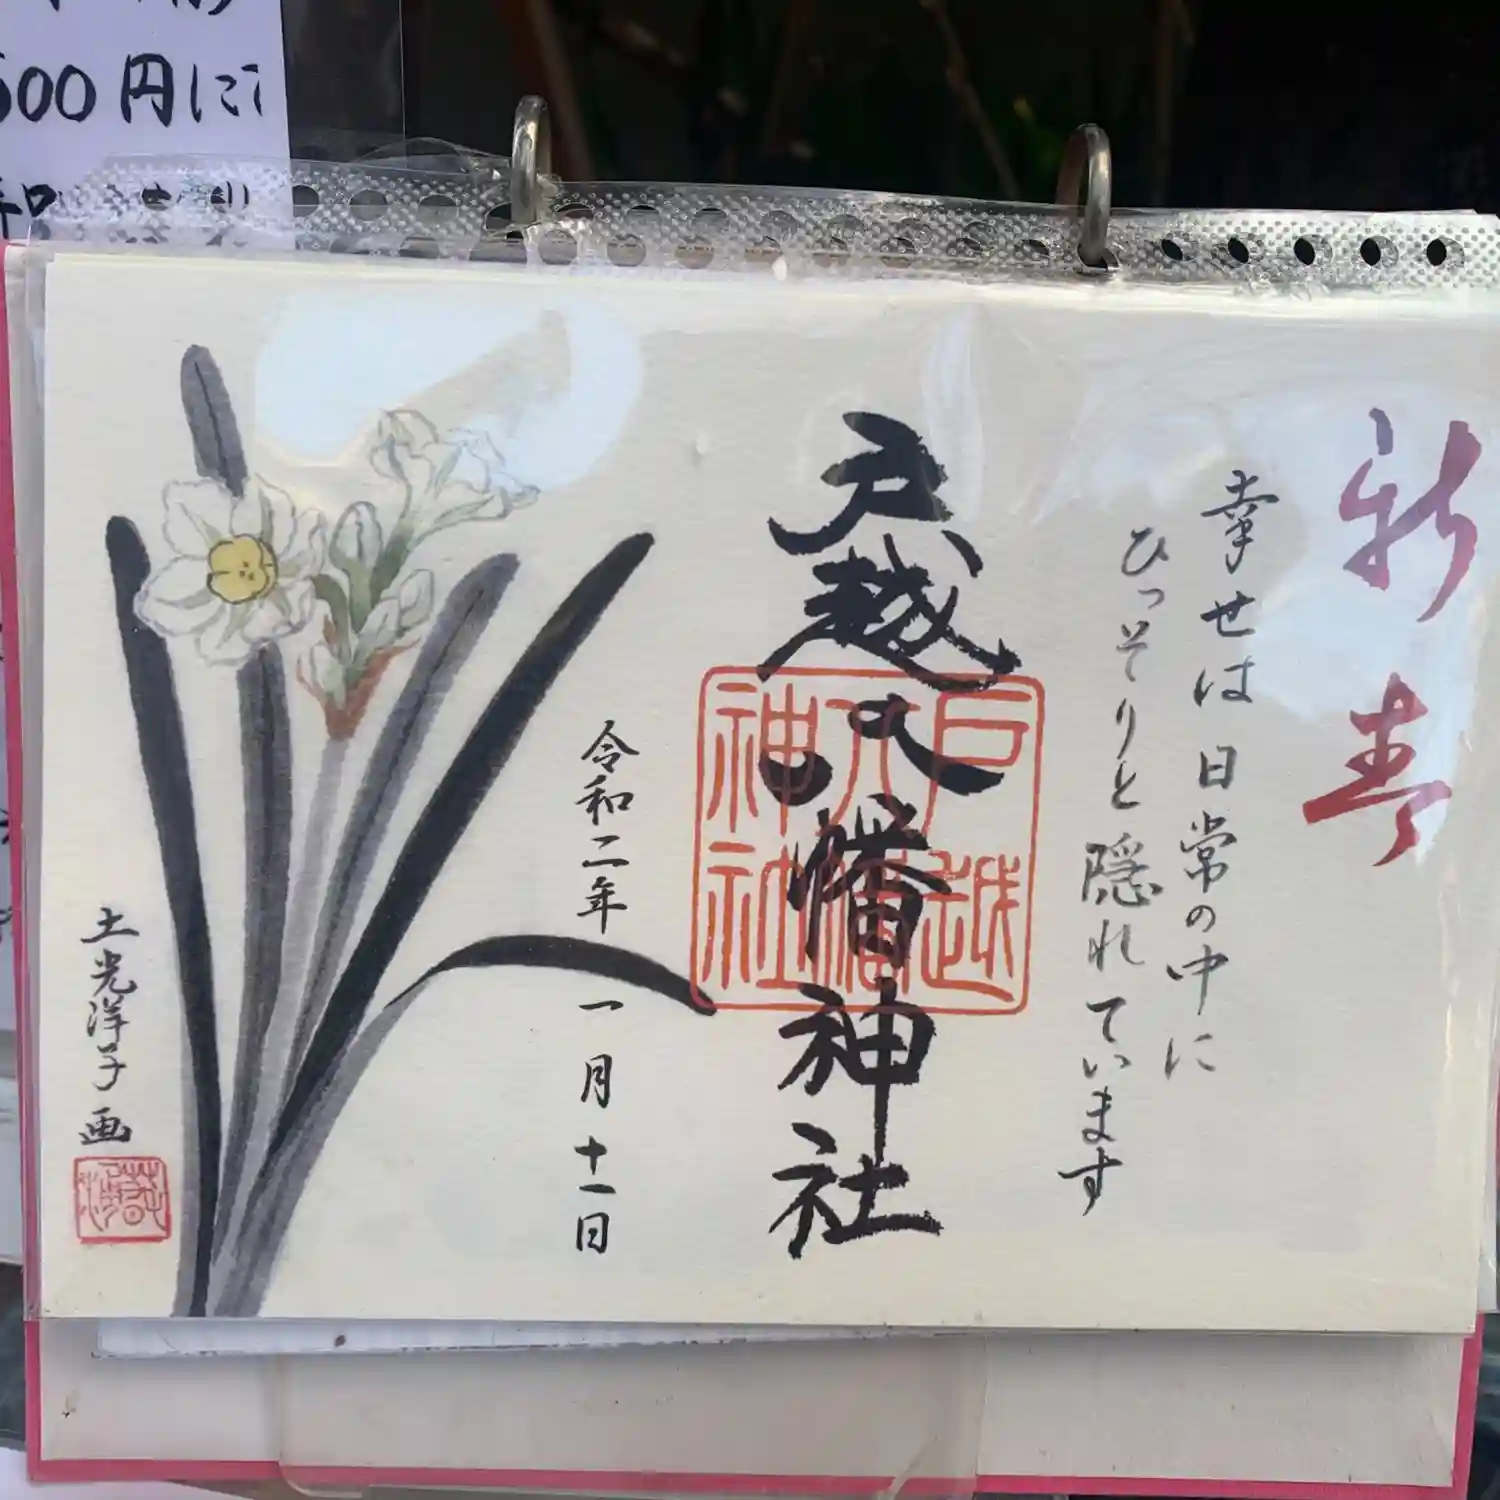 新春
幸せは日常の中に
ひっそりと隠れています
戸越八幡神社
戸越
八幡
神社
令和二年一月十一日
土光洋子画
500円にて